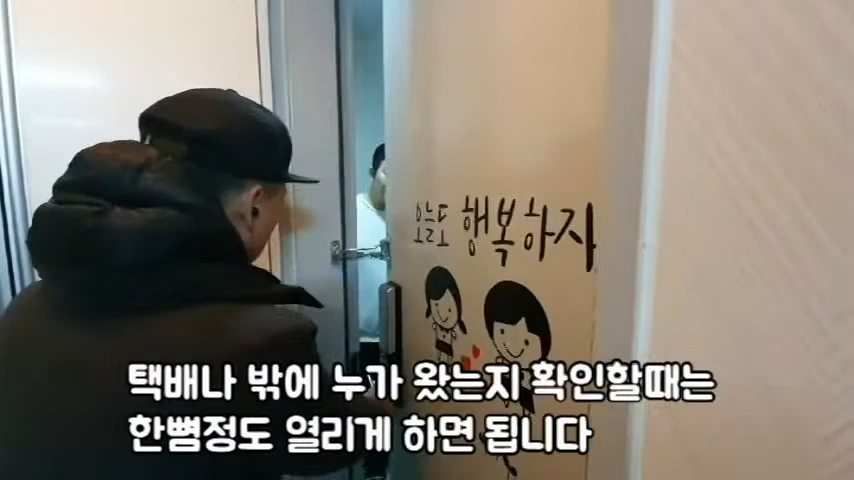 오늘도 행복하자
택배나 밖에 누가 왔는지 확인할때는
한뼘정도 열리게 하면 됩니다